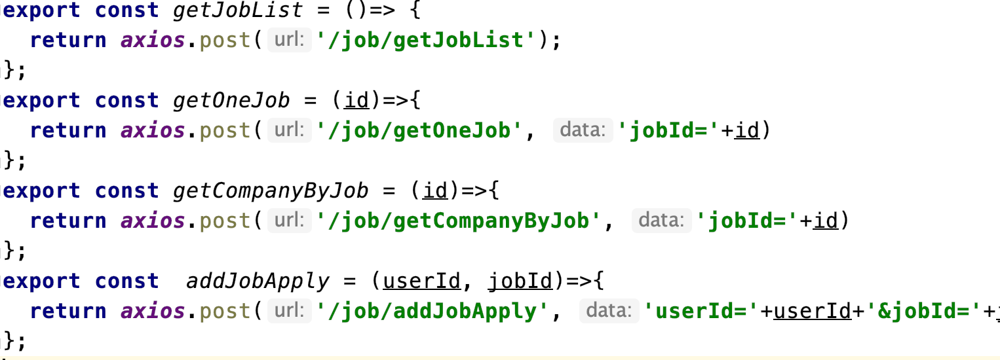 export const getJobList = ()=> {
return axios.post( url: '/job/getJobList');
};
export const getOneJob = (id)=>{
return axios.post( url: '/job/getOneJob', data: 'jobId='+id)
};
export const getCompanyByJob = (id)=>{
return axios.post( url: '/job/getCompanyByJob', data: 'jobId='+id)
};
export const  addJobApply = (userId, jobId)=>{
return axios.post( url: '/job/addJobApply', data: 'userId='+userId+'&jobId='+
};